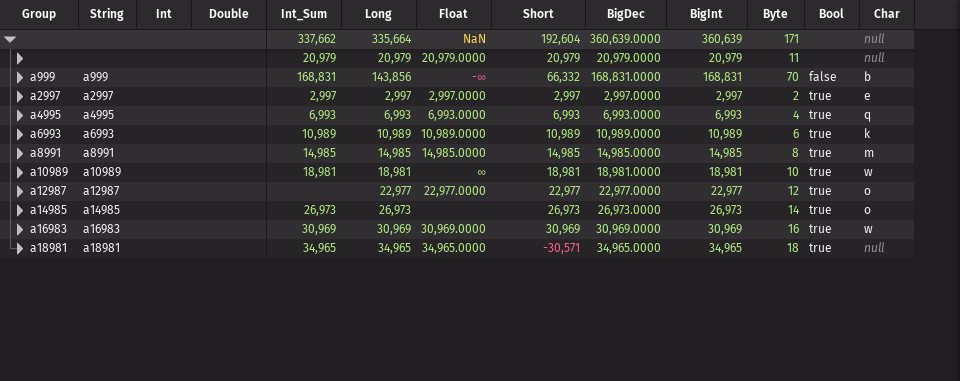 Group String Int Double Int_Sum Long Float Short BigDec BigInt Byte Bool Char
337,662 335,664 NaN 192,604 360,639.0000 360,639 171 null
20,979 20,979 20,979.0000 20,979 20,979.0000 20,979 11 null
a999 a999 168,831 143,856 -∞ 66,332 168,831.0000 168,831 70 false b
a2997 a2997 2,997 2,997 2,997.0000 2,997 2,997.0000 2,997 2 true e
a4995 a4995 6,993 6,993 6,993.0000 6,993 6,993.0000 6,993 4 true q
a6993 a6993 10,989 10,989 10,989.0000 10,989 10,989.0000 10,989 6 true k
a8991 a8991 14,985 14,985 14,985.0000 14,985 14,985.0000 14,985 8 true m
a10989 a10989 18,981 18,981 ∞ 18,981 18,981.0000 18,981 10 true w
a12987 a12987 22,977 22,977.0000 22,977 22,977.0000 22,977 12 true o
a14985 a14985 26,973 26,973 26,973 26,973.0000 26,973 14 true o
a16983 a16983 30,969 30,969 30,969.0000 30,969 30,969.0000 30,969 16 true w
a18981 a18981 34,965 34,965 34,965.0000 -30,571 34,965.0000 34,965 18 true null